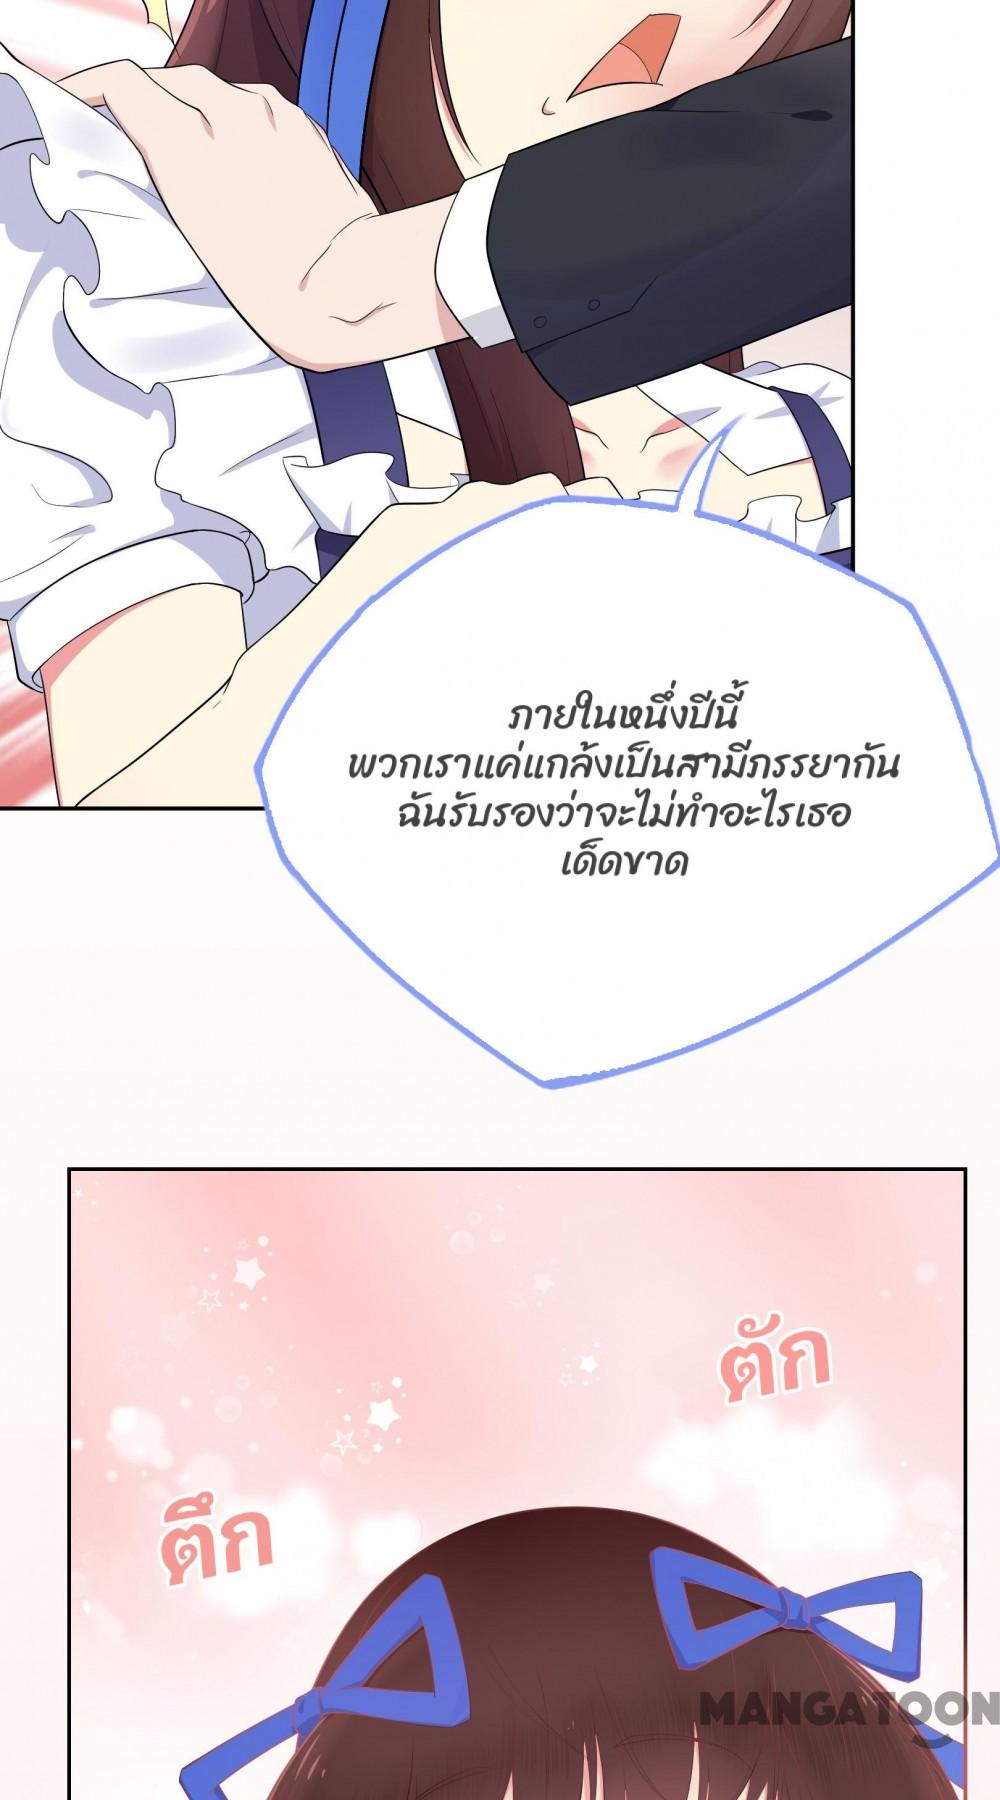 ภายในหนึ่งปีนี้
พวกเราแค่แกล้งเป็นสามีภรรยากัน
ฉันรับรองว่าจะไม่ทำอะไรเธอ
เด็ดขาด
ตึก
ตัก
MANGATOON